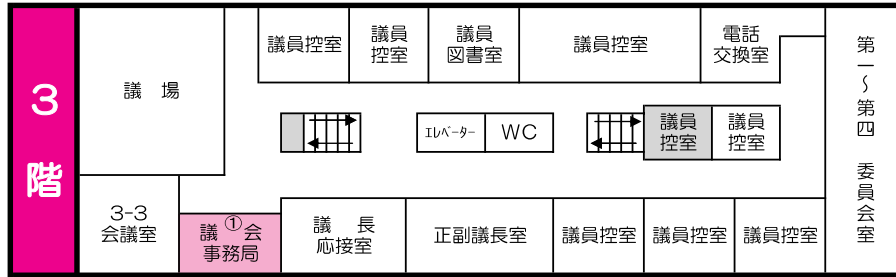 3
階
議 場
議員控室
議員
控室
議員
図書室
議員控室
電話
交換室
第一～第四 委員会室
エレベーター
WC
議員
控室
議員
控室
3-3
会議室
議①会
事務局
議 長
応接室
正副議長室
議員控室
議員控室
議員控室